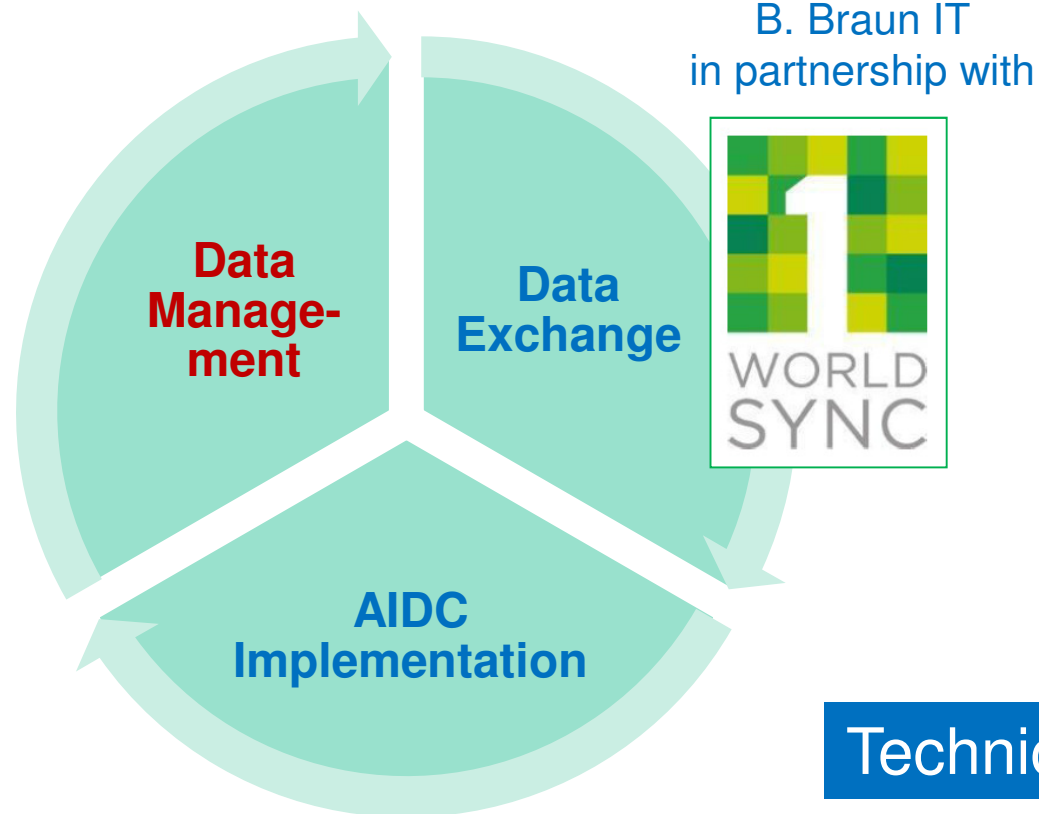 B. Braun IT
in partnership with
1
WORLD
SYNC
Data
Manage-
ment
Data
Exchange
AIDC
Implementation